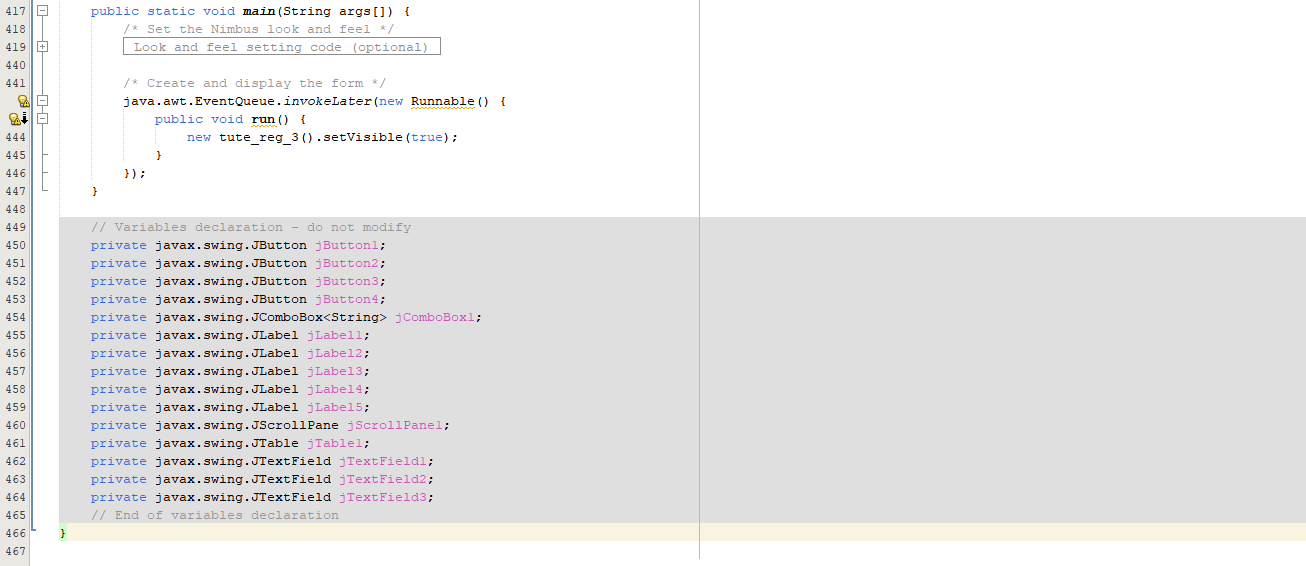 417 public static void main(String args[]) {
418 /* Set the Nimbus look and feel */
419 Look and feel setting code (optional)
440
441 /* Create and display the form */
java.awt.EventQueue.invokeLater(new Runnable() {
public void run() {
444 new tute_reg_3().setVisible(true);
445 }
446 });
447 }
448
449 // Variables declaration - do not modify
450 private javax.swing.JButton jButton1;
451 private javax.swing.JButton jButton2;
452 private javax.swing.JButton jButton3;
453 private javax.swing.JButton jButton4;
454 private javax.swing.JComboBox<String> jComboBox1;
455 private javax.swing.JLabel jLabel1;
456 private javax.swing.JLabel jLabel2;
457 private javax.swing.JLabel jLabel3;
458 private javax.swing.JLabel jLabel4;
459 private javax.swing.JLabel jLabel5;
460 private javax.swing.JScrollPane jScrollPane1;
461 private javax.swing.JTable jTable1;
462 private javax.swing.JTextField jTextField1;
463 private javax.swing.JTextField jTextField2;
464 private javax.swing.JTextField jTextField3;
465 // End of variables declaration
466 }
467